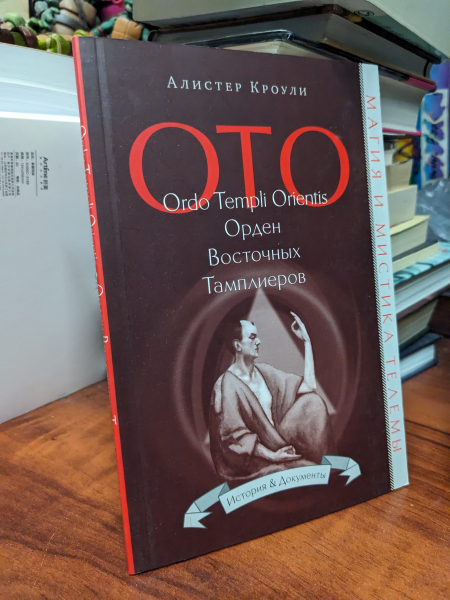 Алистер Кроули
ОТО
Ordo Templi Orientis
Орден
Восточных
Тамплиеров
История & Документы
МАГИЯ И МИСТИКА ТЕЛЕМЫ